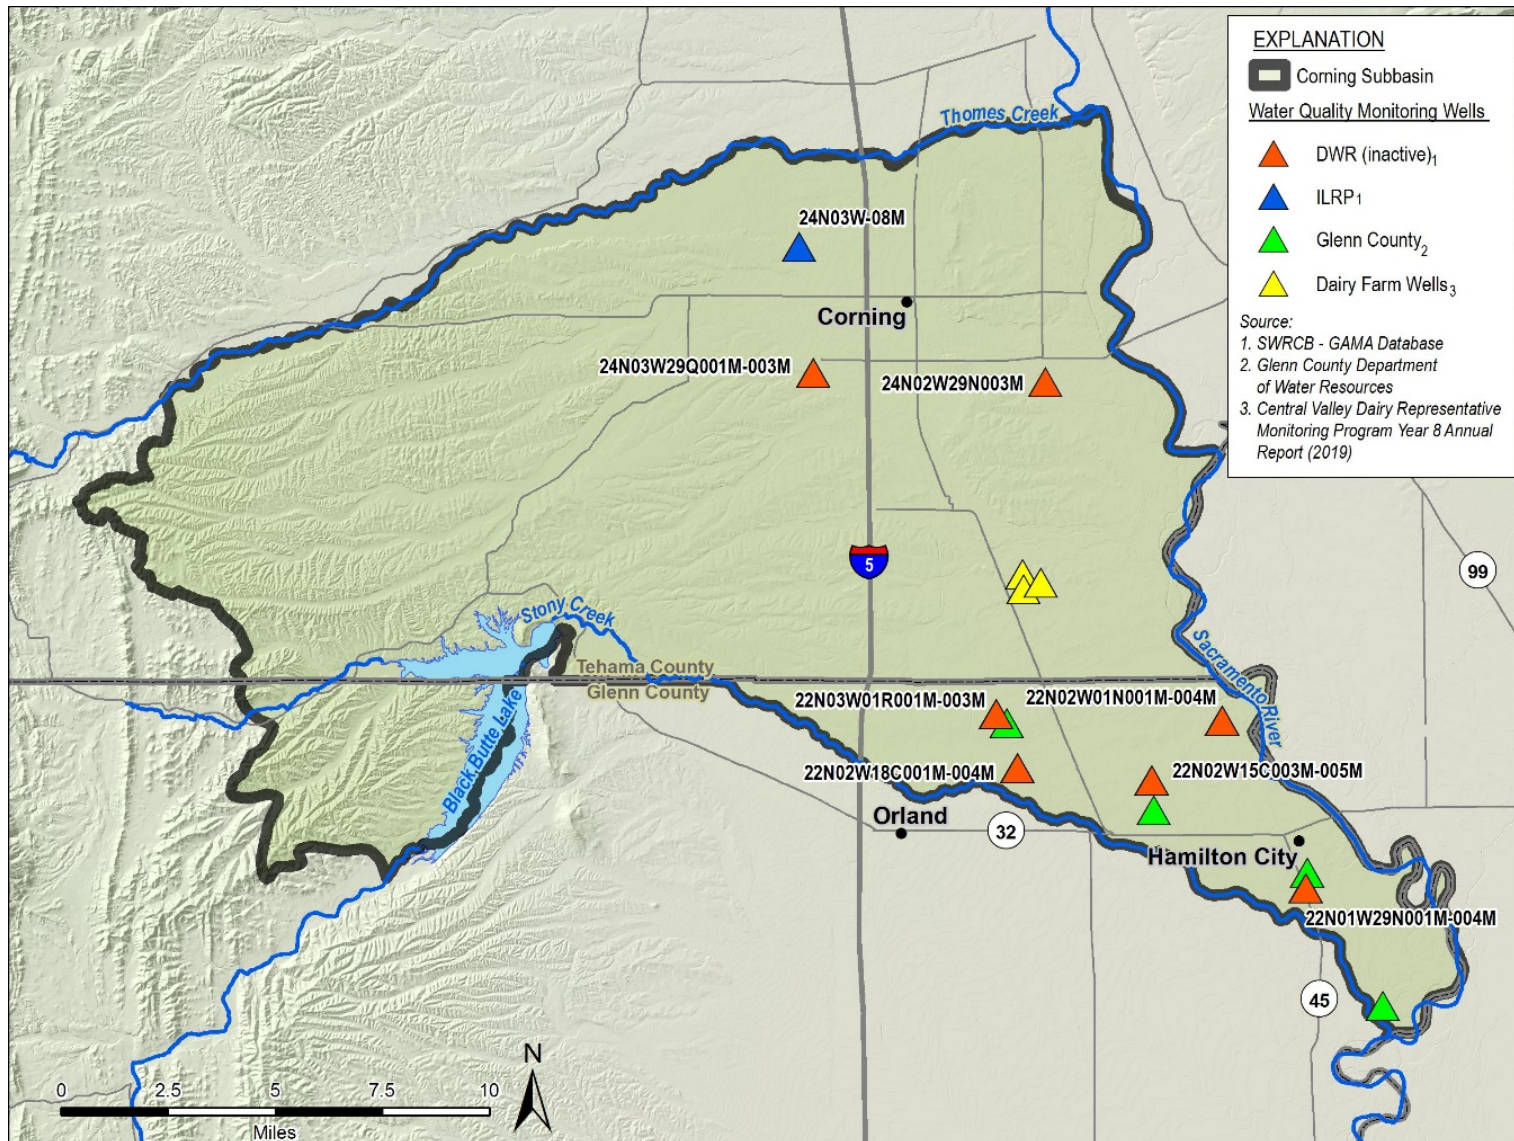 EXPLANATION
Corning Subbasin
Water Quality Monitoring Wells
DWR (inactive)1
ILRP1
Glenn County2
Dairy Farm Wells3
Source:
1. SWRCB - GAMA Database
2. Glenn County Department
of Water Resources
3. Central Valley Dairy Representative
Monitoring Program Year 8 Annual
Report (2019)
Thomes Creek
24N03W-08M
Corning
24N03W29Q001M-003M
24N02W29N003M
5
99
Stony Creek
Sacramento River
Tehama County
Glenn County
Black Butte Lake
22N03W01R001M-003M
22N02W01N001M-004M
22N02W18C001M-004M
22N02W15C003M-005M
Orland
32
Hamilton City
22N01W29N001M-004M
45
N
0 2.5 5 7.5 10
Miles